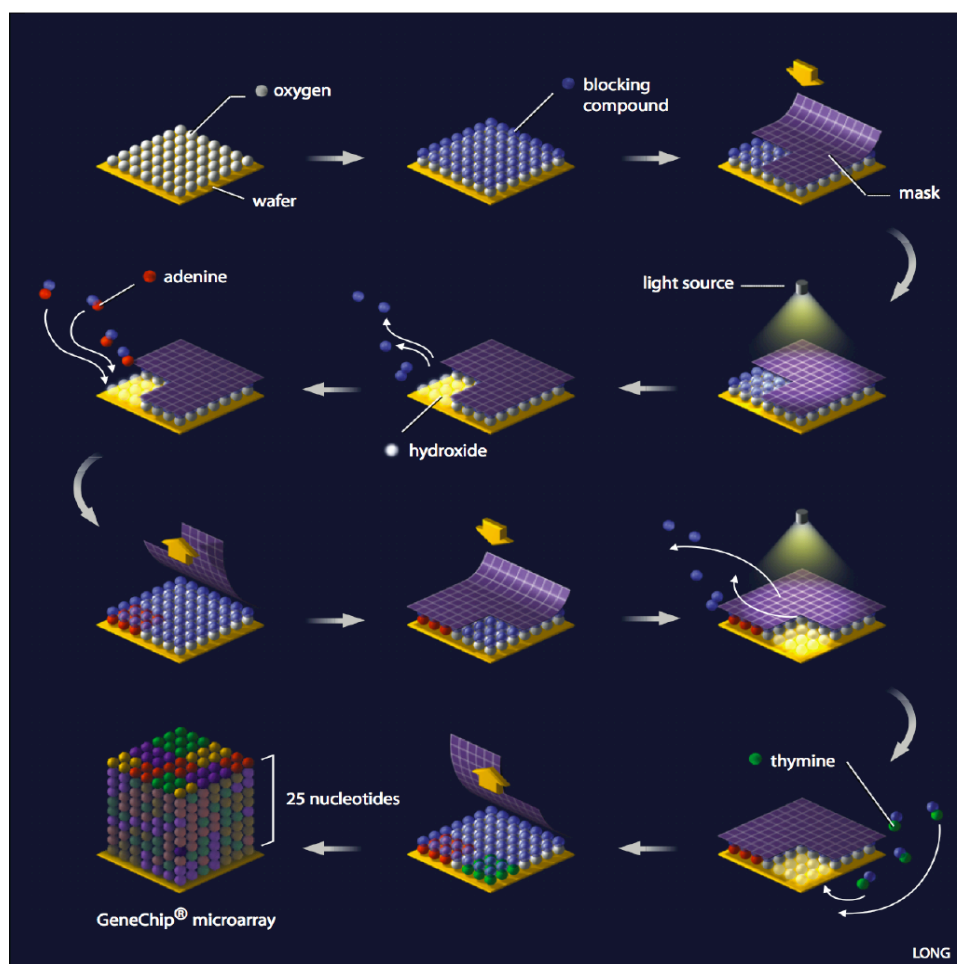 oxygen
wafer
blocking
compound
mask
light source
hydroxide
adenine
thymine
25 nucleotides
GeneChip® microarray
LONG